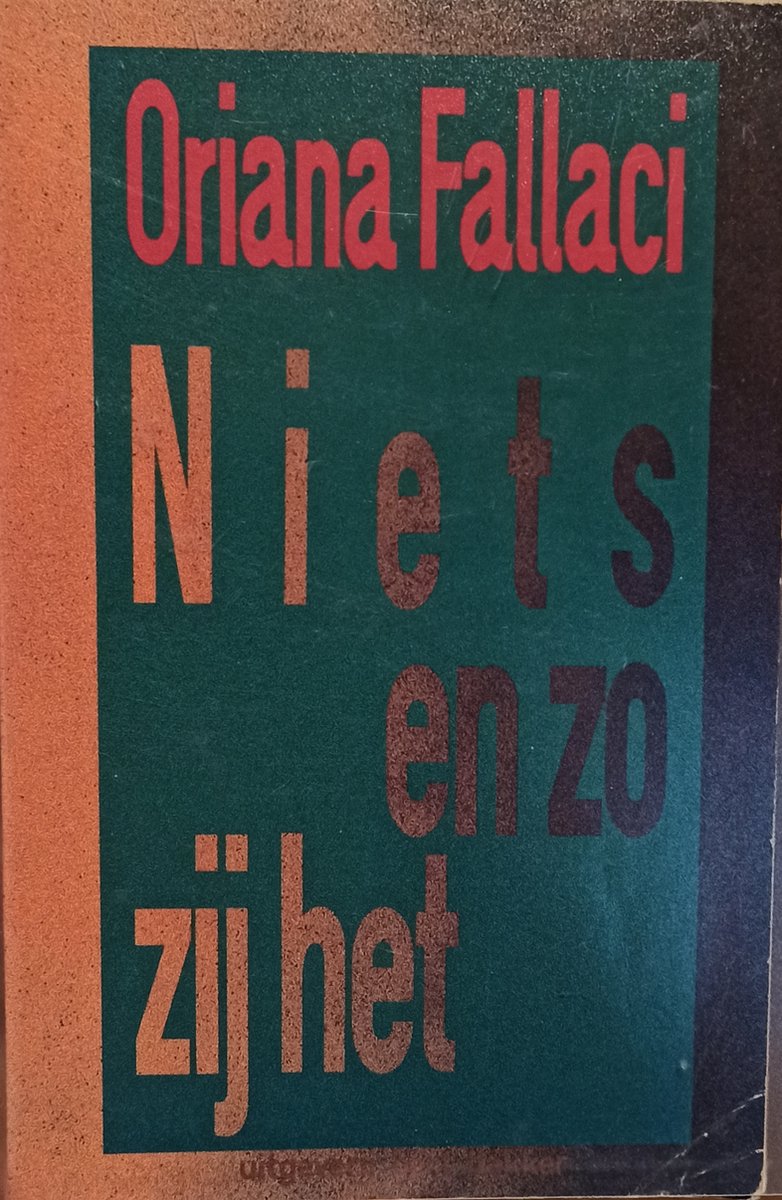 Oriana Fallaci
Niets
en zo
zij het